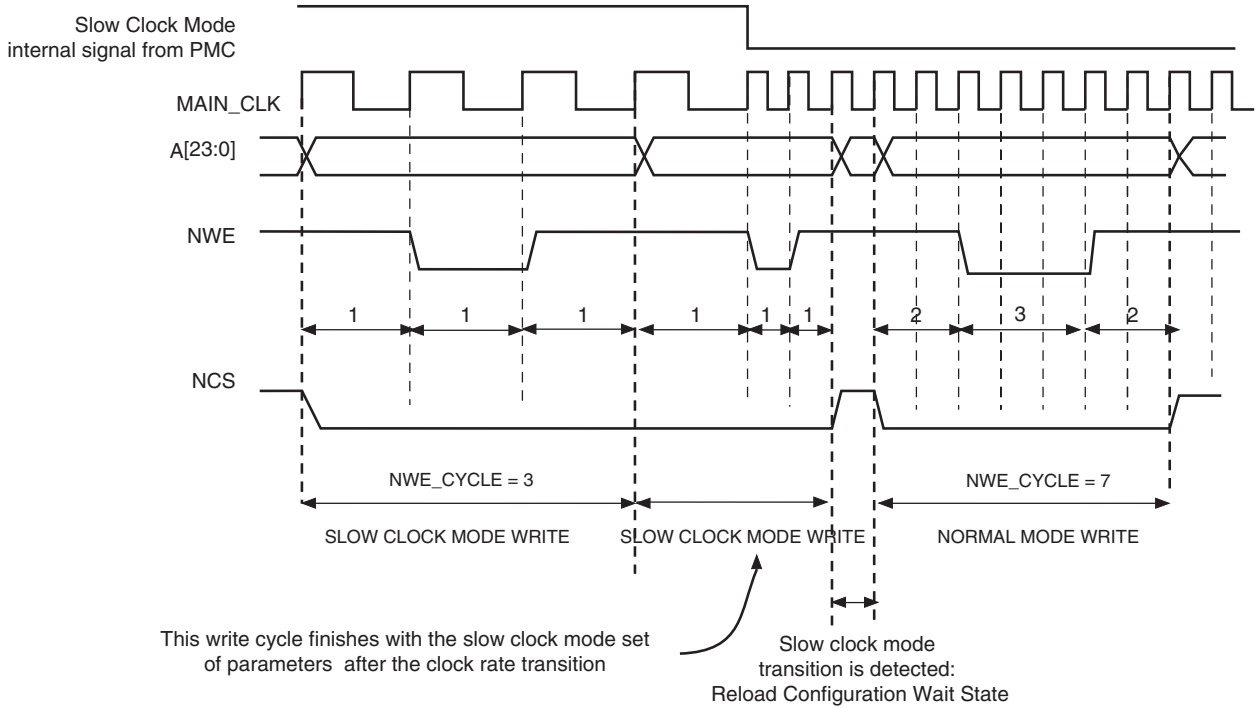 Slow Clock Mode
internal signal from PMC
MAIN_CLK
A[23:0]
NWE
1 1 1 1 1 1 2 3 2
NCS
NWE_CYCLE = 3 NWE_CYCLE = 7
SLOW CLOCK MODE WRITE SLOW CLOCK MODE WRITE NORMAL MODE WRITE
This write cycle finishes with the slow clock mode set
of parameters after the clock rate transition
Slow clock mode
transition is detected:
Reload Configuration Wait State